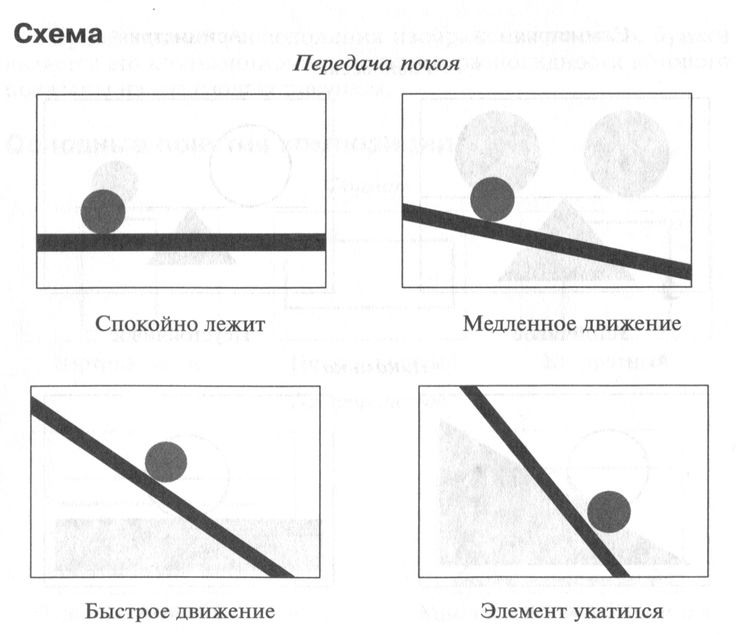 Схема
Передача покоя
Спокойно лежит
Медленное движение
Быстрое движение
Элемент укатился